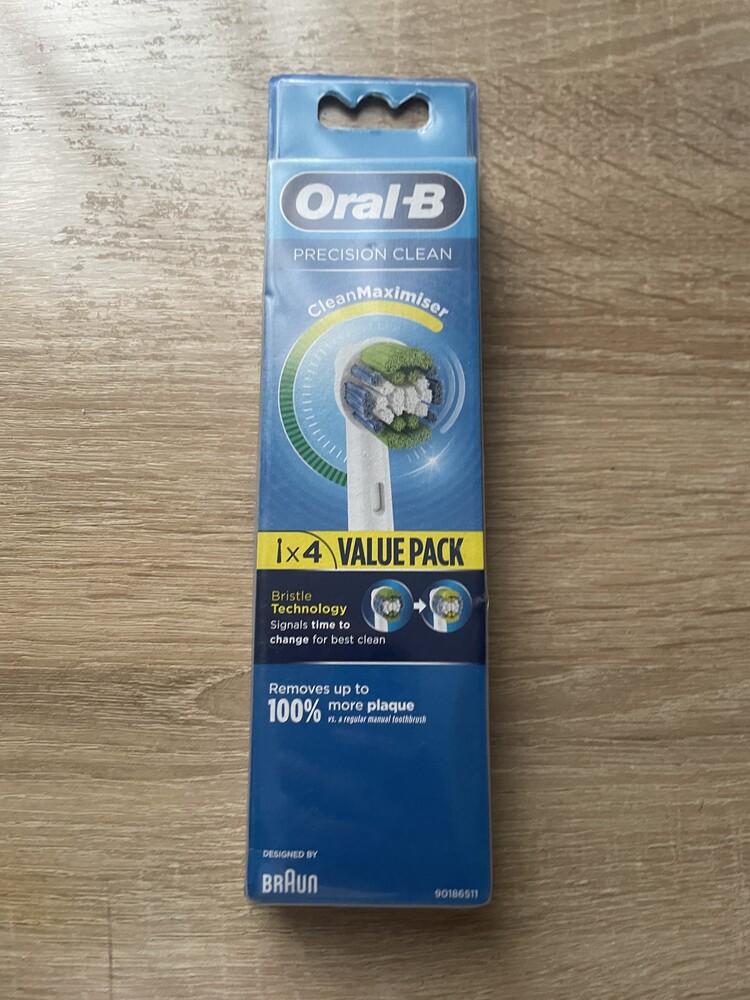 Oral-B
PRECISION CLEAN
CleanMaximiser
1x4 VALUE PACK
Bristle
Technology
Signals time to
change for best clean
Removes up to
100% more plaque
vs. a regular manual toothbrush
DESIGNED BY
BRAUN
90186511